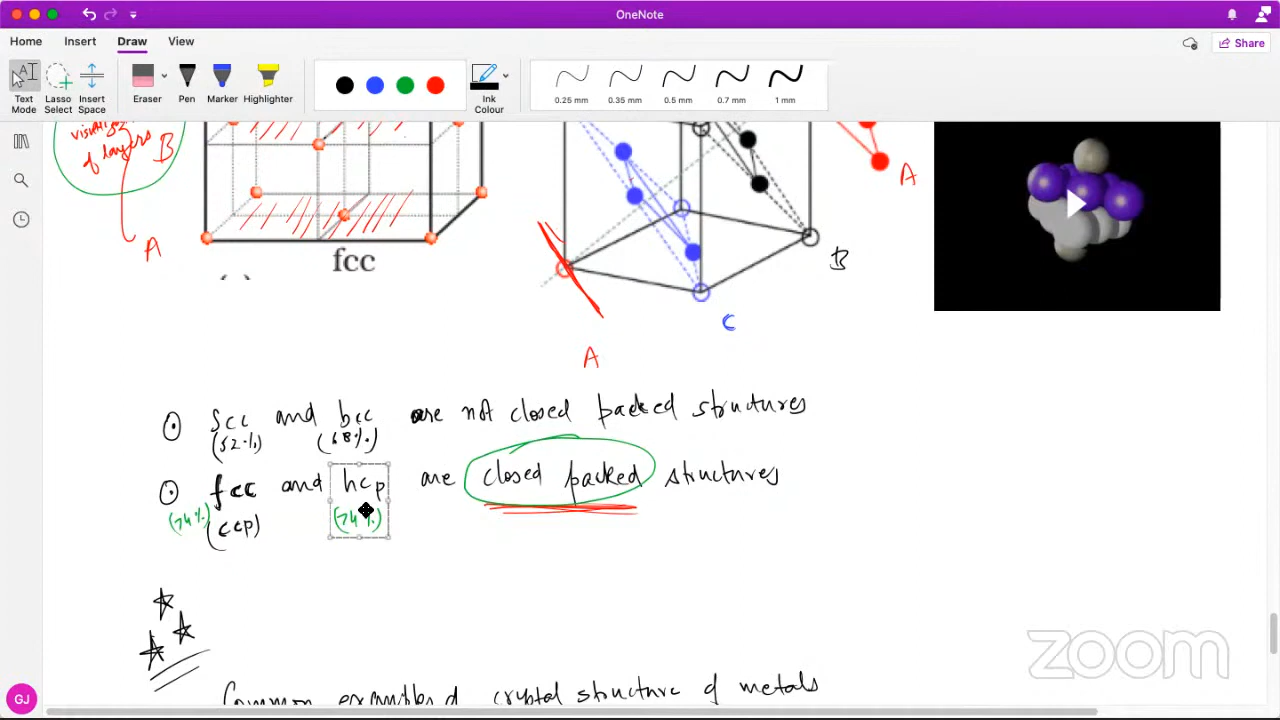 OneNote
Home Insert Draw View
Share
Text Mode
Lasso Select
Insert Space
Eraser
Pen
Marker
Highlighter
Ink Colour
0.25 mm 0.35 mm 0.5 mm 0.7 mm 1 mm
of layers B
A
fcc
A
B
C
A
scc and bcc are not closed packed structures
(52%) (68%)
fcc and hcp are closed packed structures
(74%) (ccp) (74%)
Common examples of crystal structure of metals
zoom
GJ